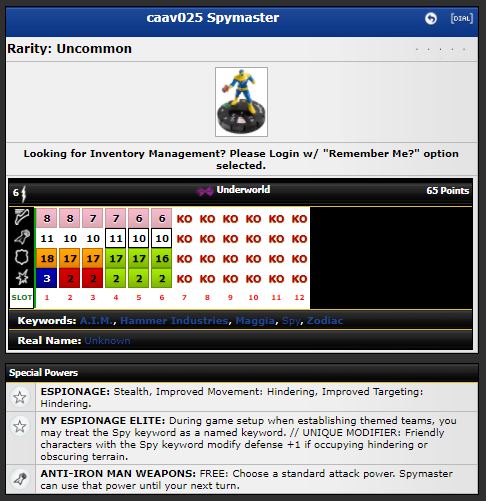 caav025 Spymaster
[DIAL]
Rarity: Uncommon
· · · · ·
Looking for Inventory Management? Please Login w/ "Remember Me?" option
selected.
6 Underworld 65 Points
8 8 7 7 6 6 KO KO KO KO KO KO
11 10 10 11 10 10 KO KO KO KO KO KO
18 17 17 17 17 16 KO KO KO KO KO KO
3 2 2 2 2 2 KO KO KO KO KO KO
SLOT 1 2 3 4 5 6 7 8 9 10 11 12
Keywords: A.I.M., Hammer Industries, Maggia, Spy, Zodiac
Real Name: Unknown
Special Powers
ESPIONAGE: Stealth, Improved Movement: Hindering, Improved Targeting:
Hindering.
MY ESPIONAGE ELITE: During game setup when establishing themed teams, you
may treat the Spy keyword as a named keyword. // UNIQUE MODIFIER: Friendly
characters with the Spy keyword modify defense +1 if occupying hindering or
obscuring terrain.
ANTI-IRON MAN WEAPONS: FREE: Choose a standard attack power. Spymaster
can use that power until your next turn.